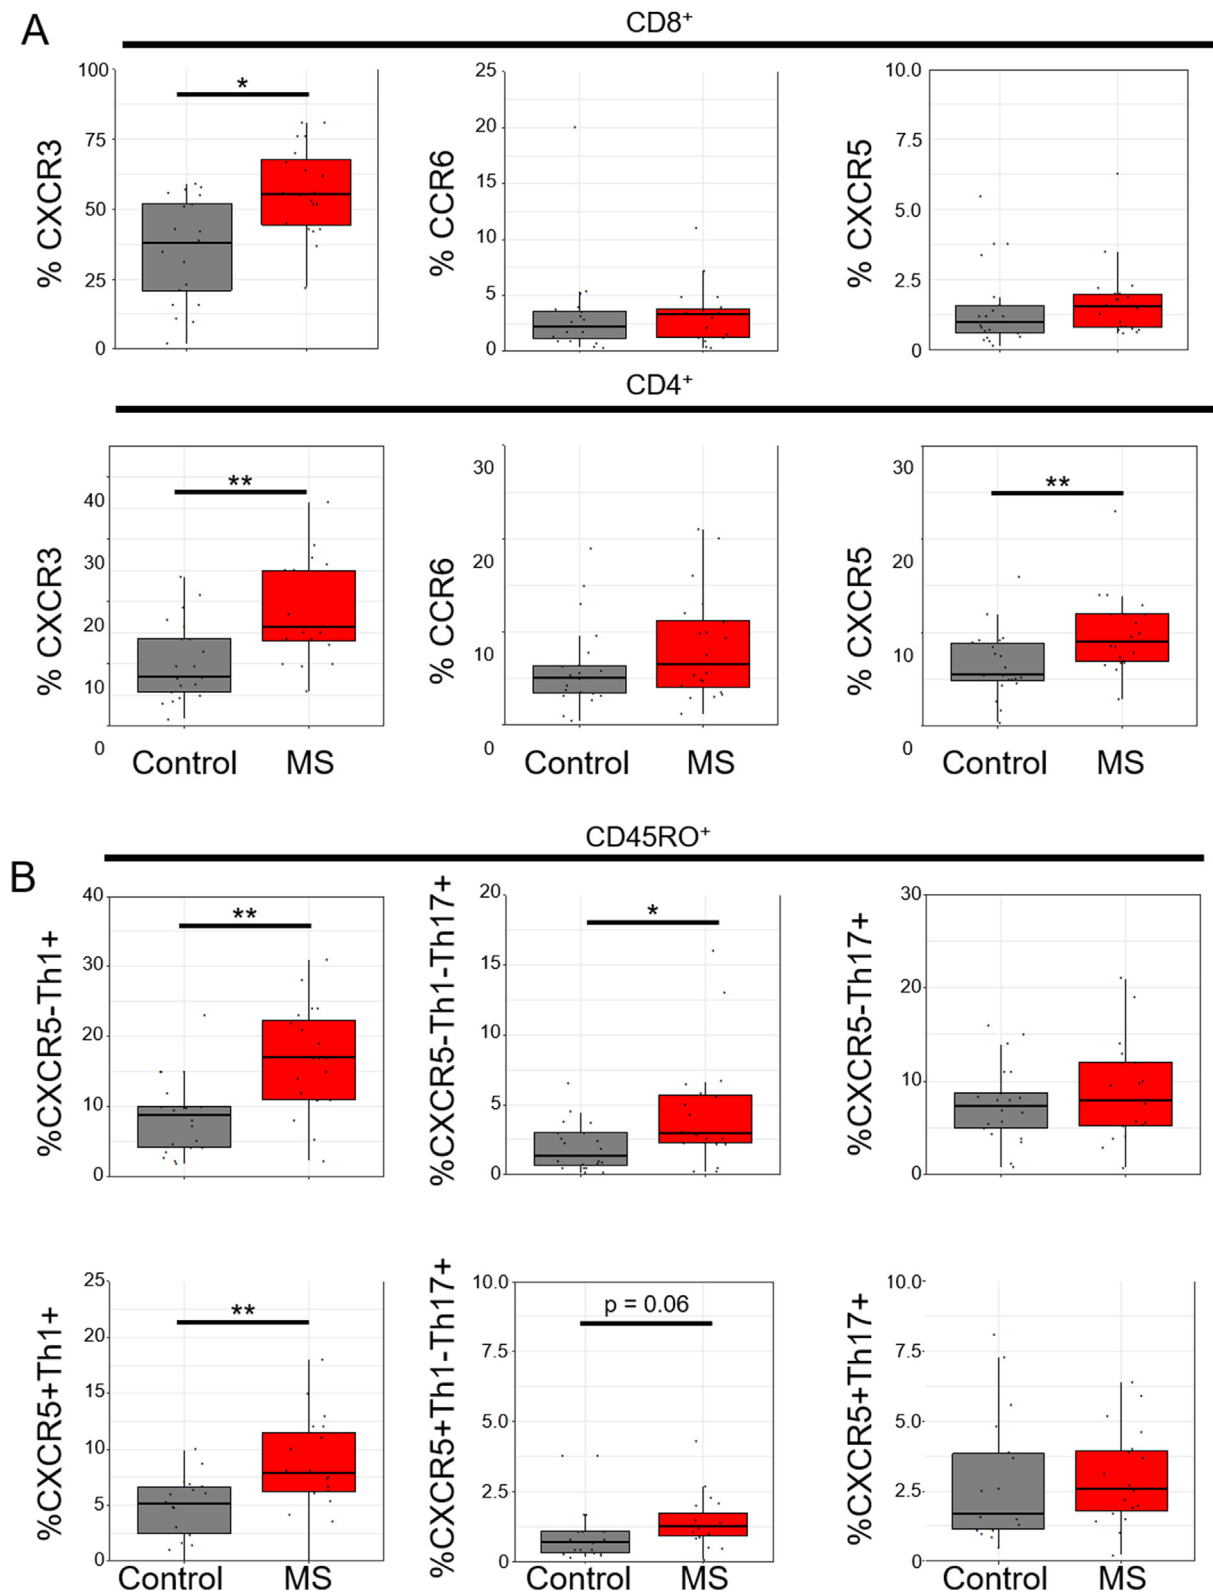 A
CD8+
% CXCR3
100
75
50
25
0
*
% CCR6
25
20
15
10
5
0
% CXCR5
10.0
7.5
5.0
2.5
0
CD4+
% CXCR3
40
30
20
10
0
**
Control MS
% CCR6
30
20
10
0
Control MS
% CXCR5
30
20
10
0
**
Control MS
B
CD45RO+
%CXCR5-Th1+
40
30
20
10
0
**
%CXCR5-Th1-Th17+
20
15
10
5
0
*
%CXCR5-Th17+
30
20
10
0
%CXCR5+Th1+
25
20
15
10
5
0
**
Control MS
%CXCR5+Th1-Th17+
10.0
7.5
5.0
2.5
0
p = 0.06
Control MS
%CXCR5+Th17+
10.0
7.5
5.0
2.5
0
Control MS